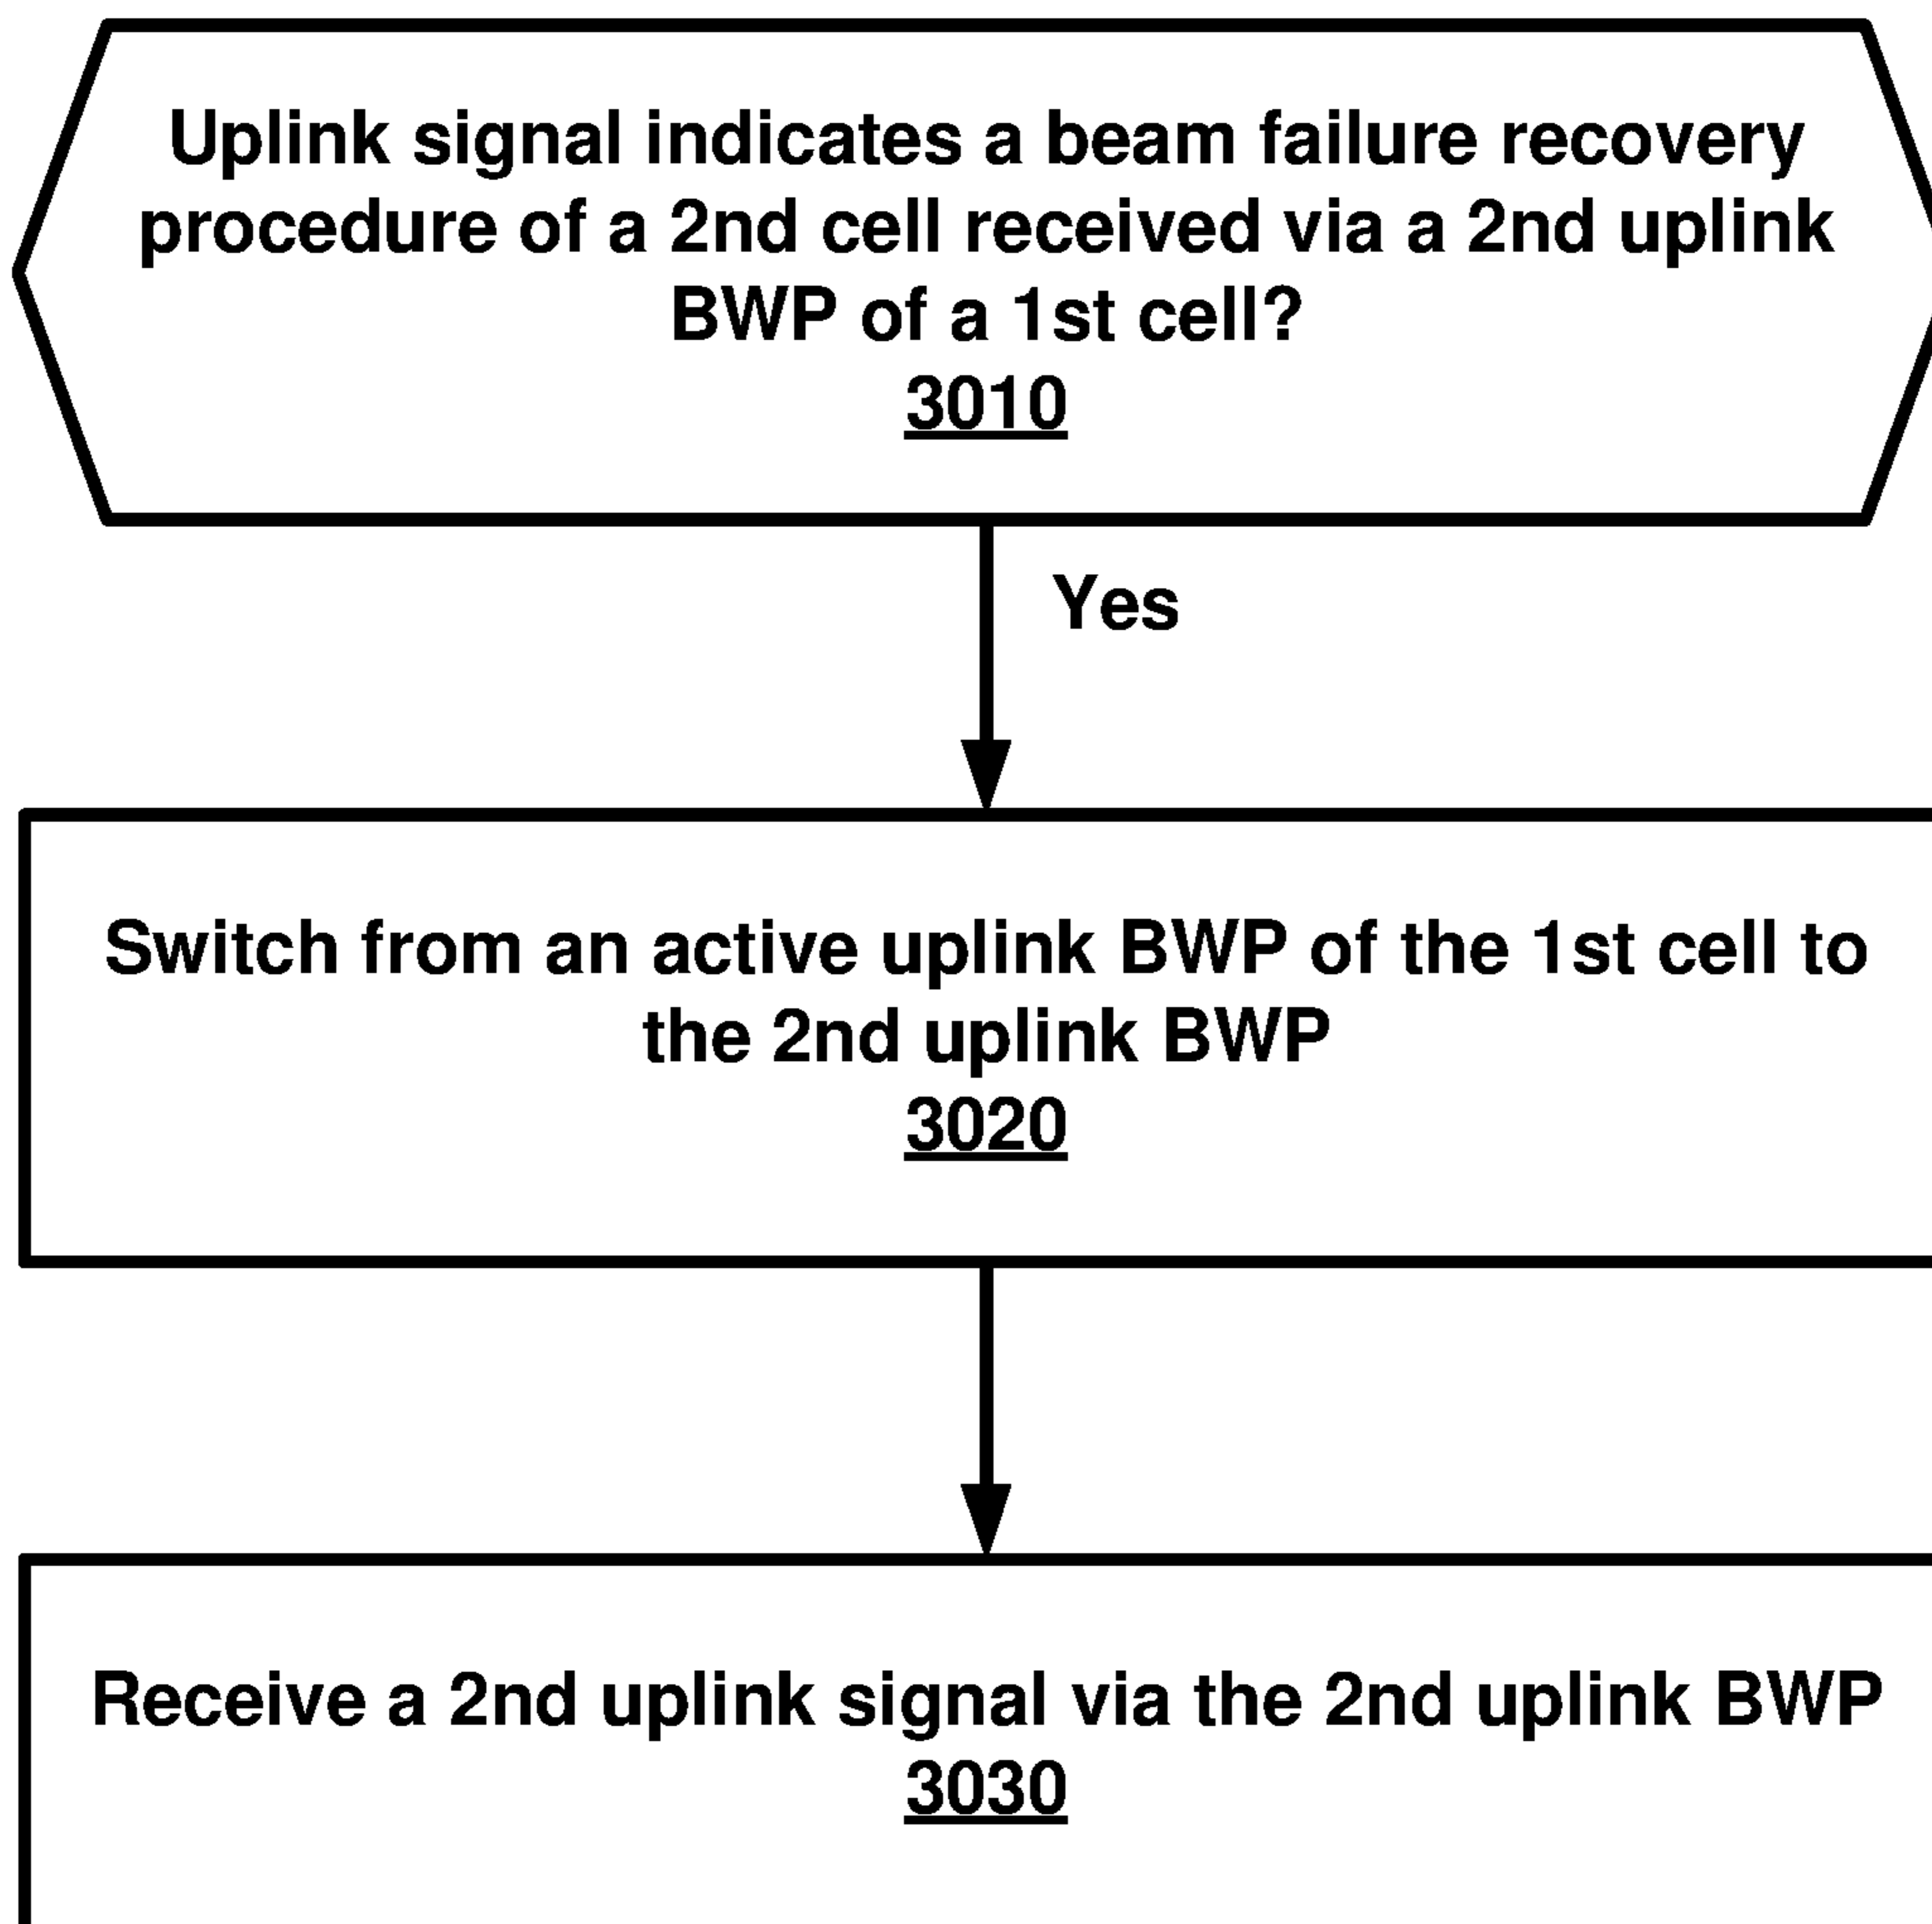 Uplink signal indicates a beam failure recovery
procedure of a 2nd cell received via a 2nd uplink
BWP of a 1st cell?
3010
Yes
Switch from an active uplink BWP of the 1st cell to
the 2nd uplink BWP
3020
Receive a 2nd uplink signal via the 2nd uplink BWP
3030